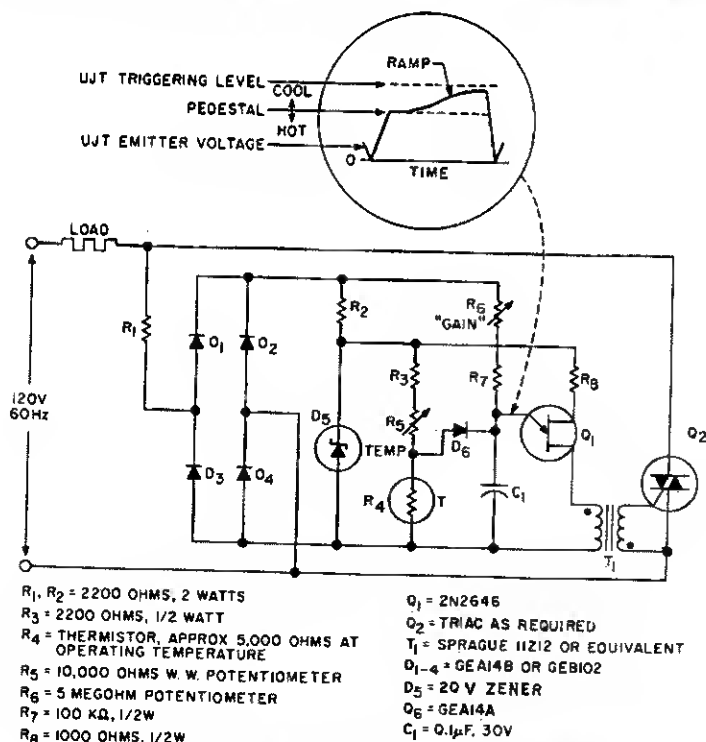 RAMP
UJT TRIGGERING LEVEL
COOL
PEDESTAL
HOT
UJT EMITTER VOLTAGE
0
TIME
LOAD
R1
R2
R6
"GAIN"
D1
D2
R3
R7
R8
120V
60Hz
D5
TEMP
R5
D6
Q1
Q2
D3
D4
R4
T
C1
T1
R1, R2 = 2200 OHMS, 2 WATTS
R3 = 2200 OHMS, 1/2 WATT
R4 = THERMISTOR, APPROX 5,000 OHMS AT
OPERATING TEMPERATURE
R5 = 10,000 OHMS W.W. POTENTIOMETER
R6 = 5 MEGOHM POTENTIOMETER
R7 = 100 KΩ, 1/2W
R8 = 1000 OHMS, 1/2W
Q1 = 2N2646
Q2 = TRIAC AS REQUIRED
T1 = SPRAGUE 11Z12 OR EQUIVALENT
D1-4 = GEA14B OR GEB102
D5 = 20 V ZENER
D6 = GEA14A
C1 = 0.1µF, 30V